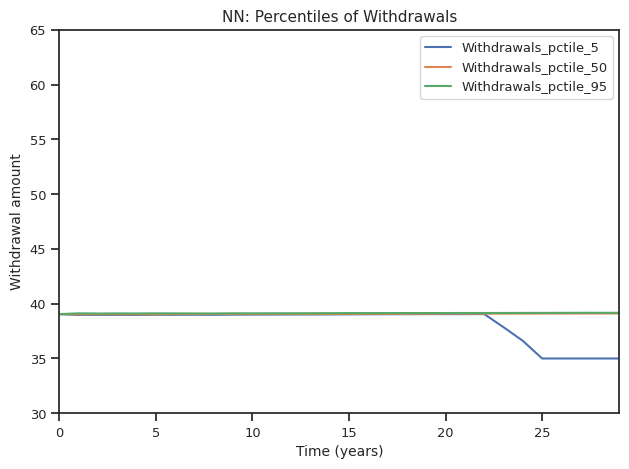 NN: Percentiles of Withdrawals
Withdrawals_pctile_5
Withdrawals_pctile_50
Withdrawals_pctile_95
Withdrawal amount
65
60
55
50
45
40
35
30
0 5 10 15 20 25
Time (years)